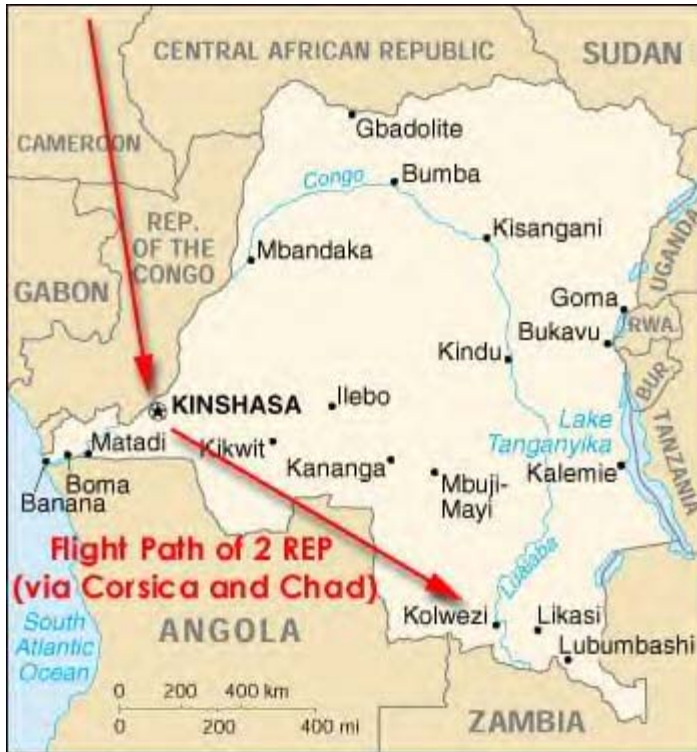 CENTRAL AFRICAN REPUBLIC
SUDAN
CAMEROON
Gbadolite
Congo
Bumba
REP.
OF THE
CONGO
Kisangani
UGANDA
Mbandaka
GABON
Goma
RWA.
Bukavu
Kindu
BUR.
KINSHASA
Ilebo
Lake
Tanganyika
TANZANIA
Matadi
Kikwit
Kananga
Kalemie
Boma
Banana
Mbuji-
Mayi
Flight Path of 2 REP
(via Corsica and Chad)
Lualaba
South
Atlantic
Ocean
ANGOLA
Kolwezi
Likasi
Lubumbashi
0 200 400 km
0 200 400 mi
ZAMBIA